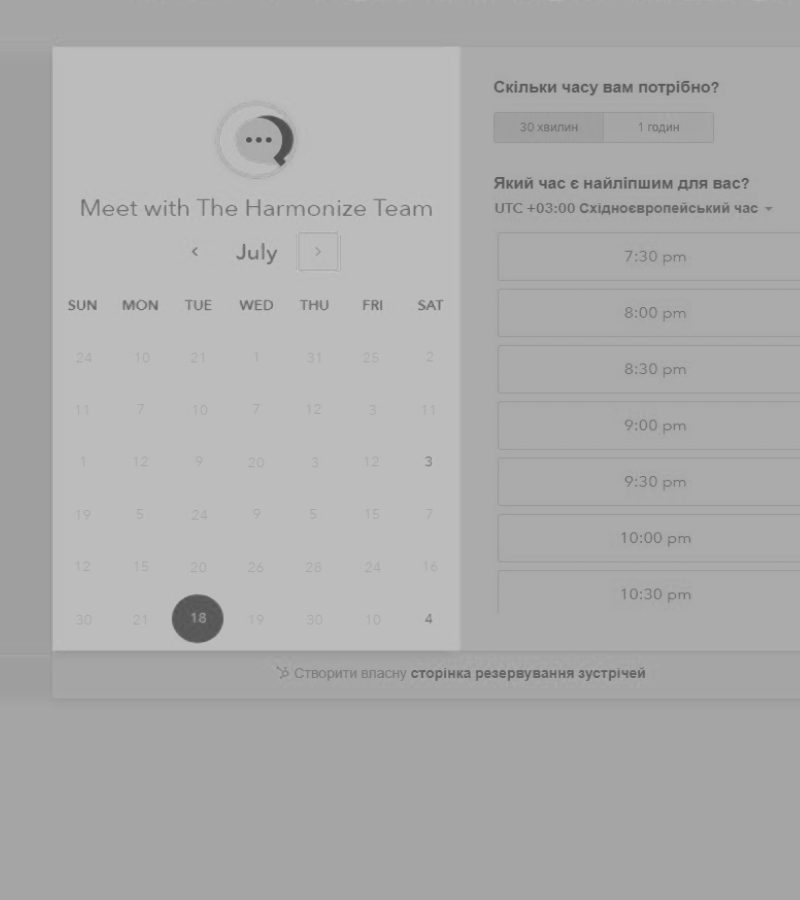 Meet with The Harmonize Team
July
SUN MON TUE WED THU FRI SAT
24 10 21 1 31 25 2
11 7 10 7 12 3 11
1 12 9 20 3 12 3
19 5 24 9 5 15 7
12 15 20 26 28 24 16
30 21 18 19 30 10 4
Скільки часу вам потрібно?
30 хвилин 1 годин
Який час є найліпшим для вас?
UTC +03:00 Східноєвропейський час
7:30 pm
8:00 pm
8:30 pm
9:00 pm
9:30 pm
10:00 pm
10:30 pm
Створити власну сторінка резервування зустрічей